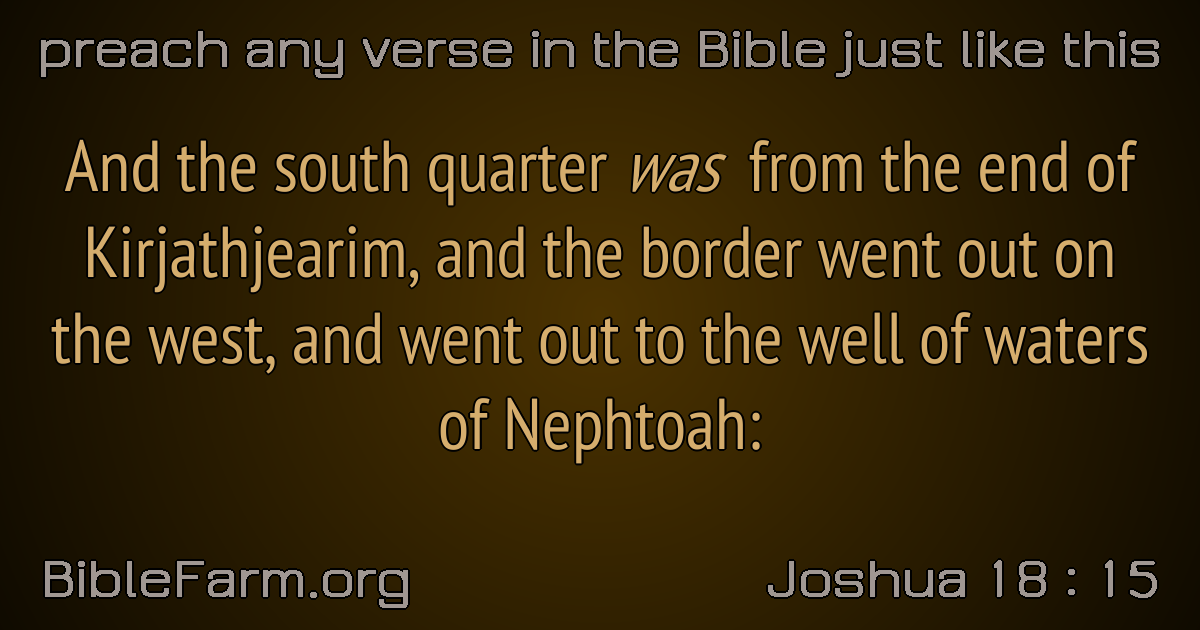 preach any verse in the Bible just like this
And the south quarter was from the end of
Kirjathjearim, and the border went out on
the west, and went out to the well of waters
of Nephtoah:
BibleFarm.org
Joshua 18 : 15